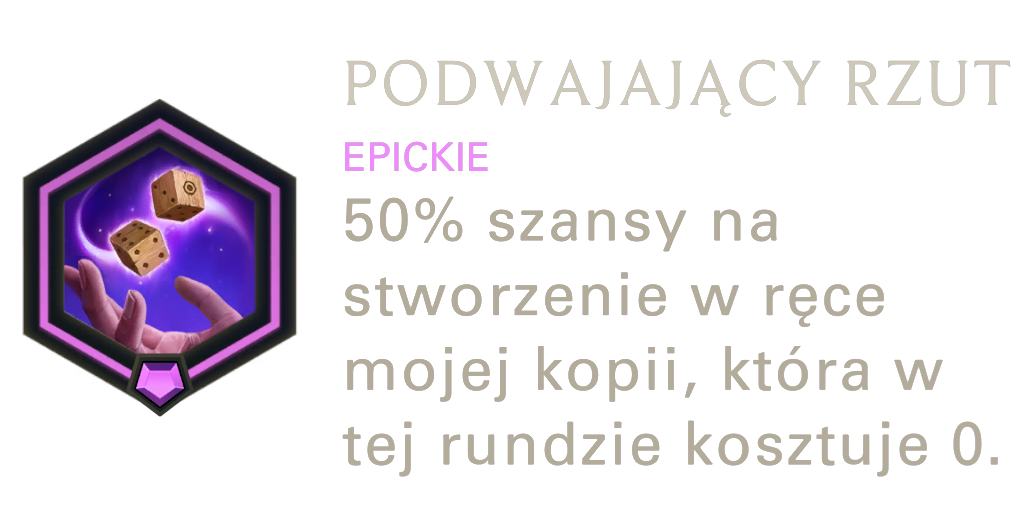 PODWAJAJĄCY RZUT
EPICKIE
50% szansy na
stworzenie w ręce
mojej kopii, która w
tej rundzie kosztuje 0.